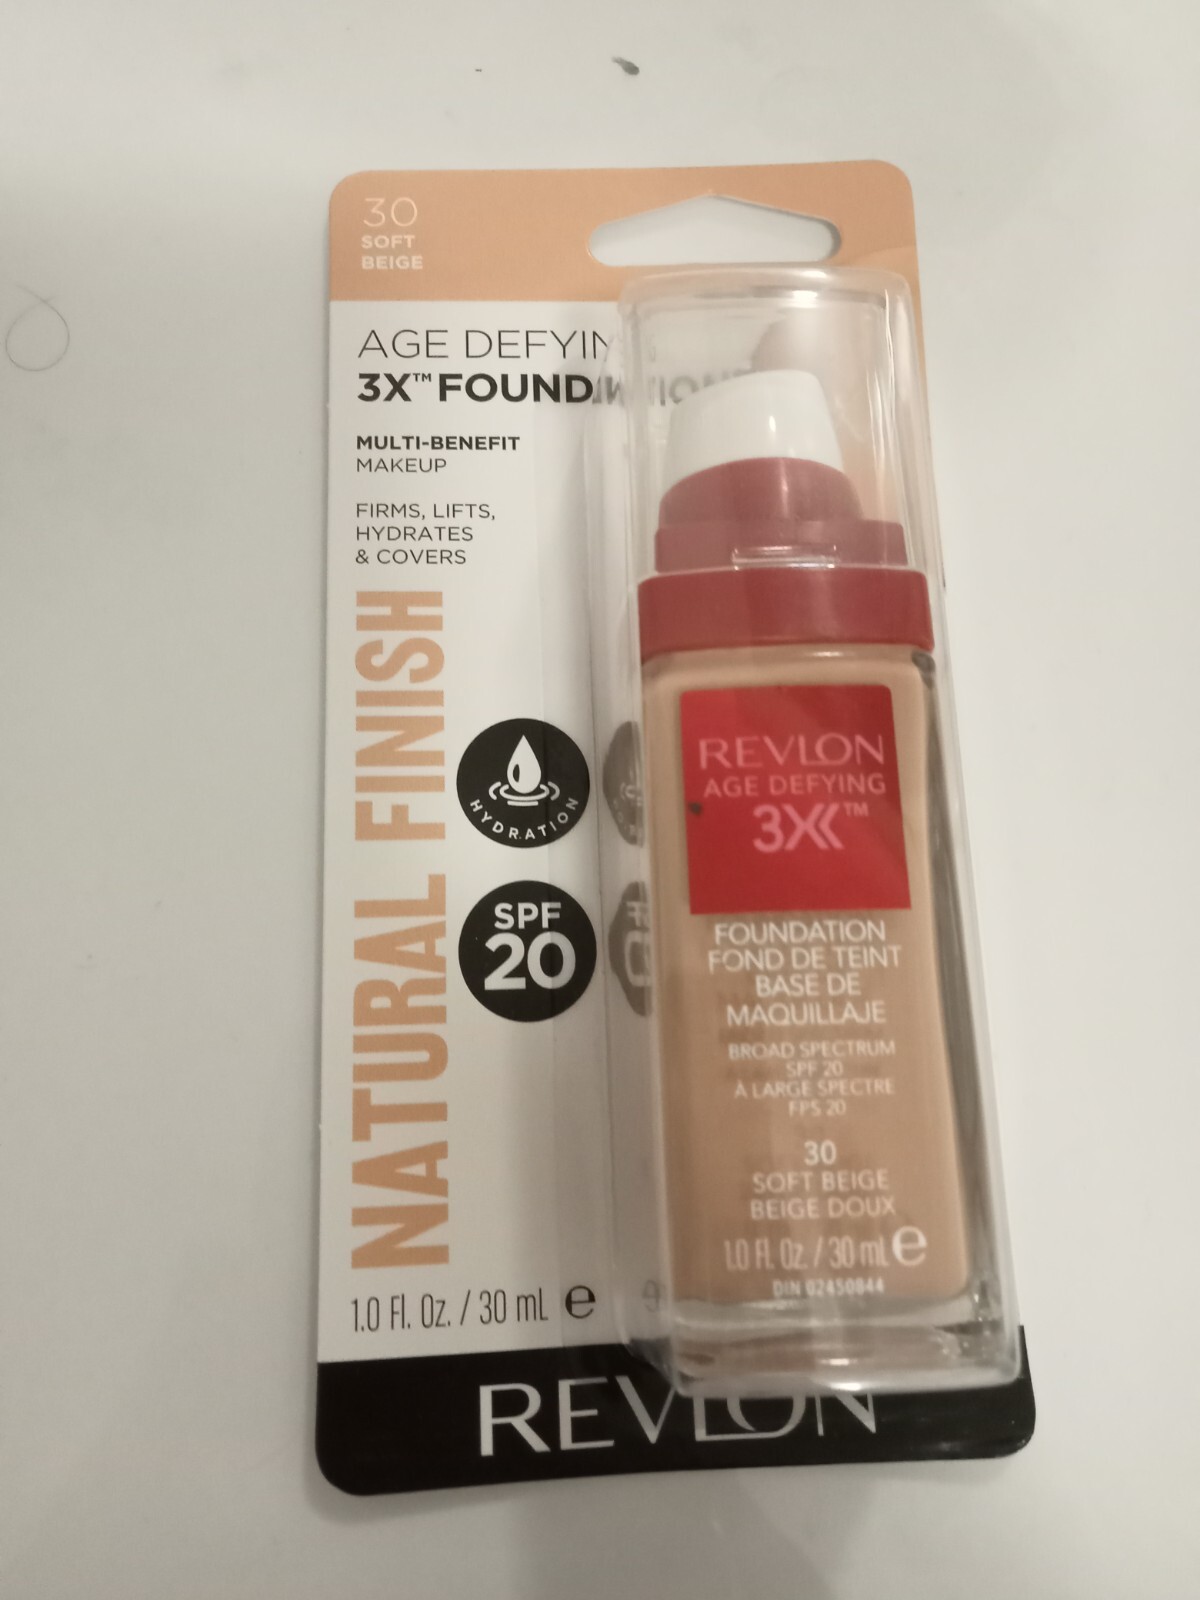 30
SOFT
BEIGE
AGE DEFYING
3X™ FOUNDATION
MULTI-BENEFIT
MAKEUP
FIRMS, LIFTS,
HYDRATES
& COVERS
NATURAL FINISH
HYDRATION
SPF
20
1.0 Fl. Oz. / 30 mL e
REVLON
REVLON
AGE DEFYING
3X™
FOUNDATION
FOND DE TEINT
BASE DE
MAQUILLAJE
BROAD SPECTRUM
SPF 20
À LARGE SPECTRE
FPS 20
30
SOFT BEIGE
BEIGE DOUX
1.0 Fl. Oz. / 30 mL e
DIN 02450844